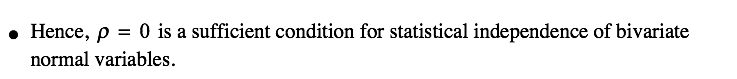 • Hence, ρ = 0 is a sufficient condition for statistical independence of bivariate
normal variables.